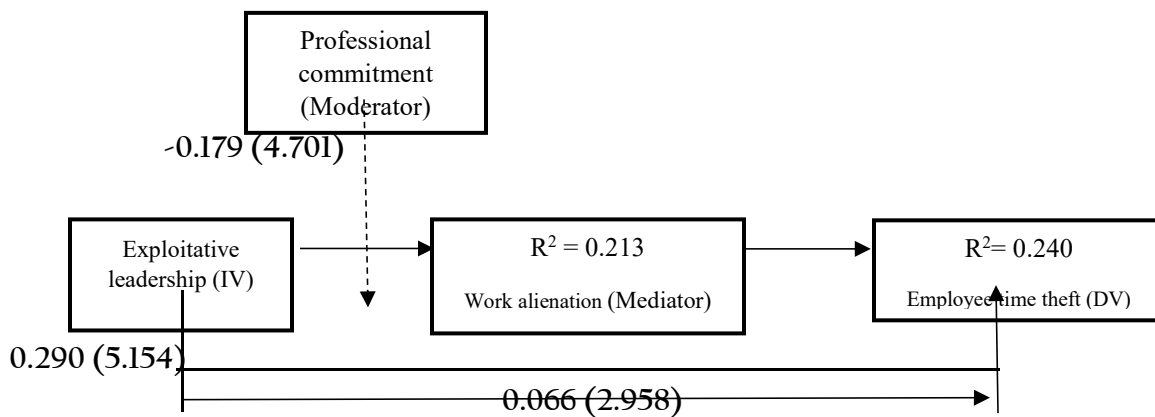 Professional
commitment
(Moderator)
-0.179 (4.701)
Exploitative
leadership (IV)
R² = 0.213
Work alienation (Mediator)
R²= 0.240
Employee time theft (DV)
0.290 (5.154)
0.066 (2.958)